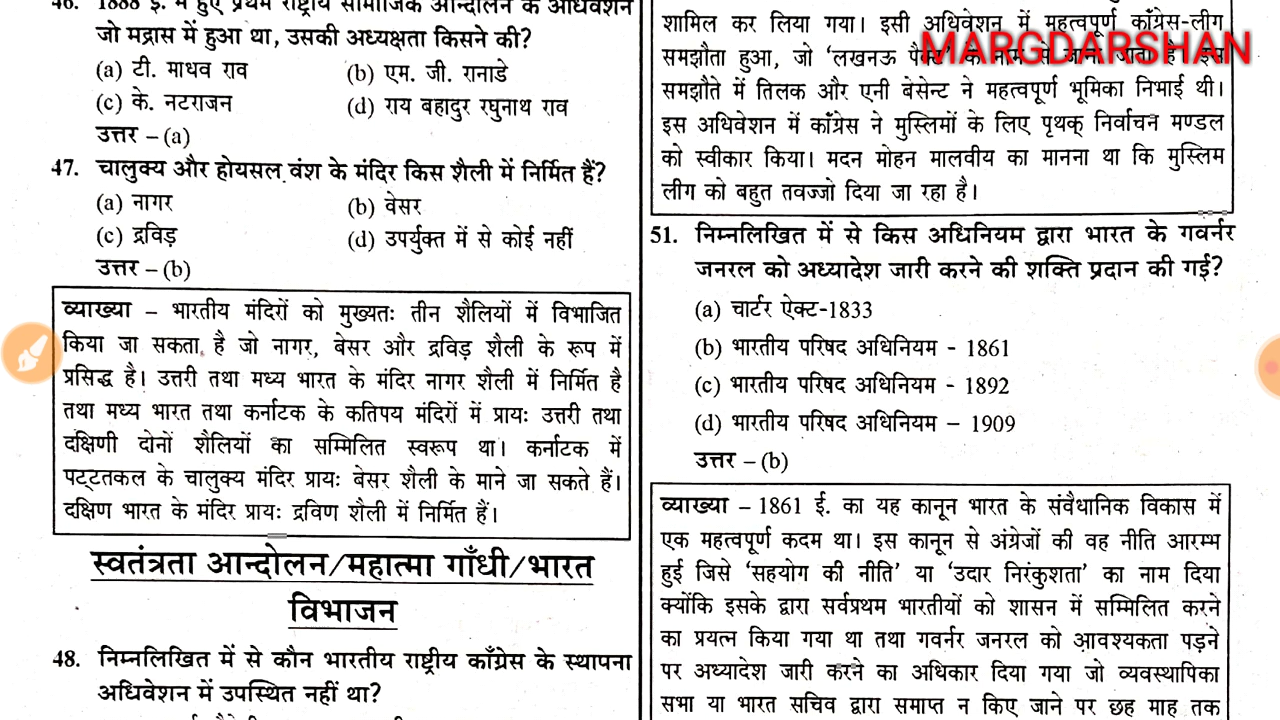 46. 1888 ई. में हुए प्रथम राष्ट्रीय सामाजिक आन्दोलन के अधिवेशन
जो मद्रास में हुआ था, उसकी अध्यक्षता किसने की?
(a) टी. माधव राव (b) एम. जी. रानाडे
(c) के. नटराजन (d) राय बहादुर रघुनाथ राव
उत्तर – (a)
47. चालुक्य और होयसल वंश के मंदिर किस शैली में निर्मित हैं?
(a) नागर (b) वेसर
(c) द्रविड़ (d) उपर्युक्त में से कोई नहीं
उत्तर – (b)
व्याख्या – भारतीय मंदिरों को मुख्यतः तीन शैलियों में विभाजित
किया जा सकता है जो नागर, बेसर और द्रविड़ शैली के रूप में
प्रसिद्ध है। उत्तरी तथा मध्य भारत के मंदिर नागर शैली में निर्मित है
तथा मध्य भारत तथा कर्नाटक के कतिपय मंदिरों में प्रायः उत्तरी तथा
दक्षिणी दोनों शैलियों का सम्मिलित स्वरूप था। कर्नाटक में
पट्टतकल के चालुक्य मंदिर प्रायः बेसर शैली के माने जा सकते हैं।
दक्षिण भारत के मंदिर प्रायः द्रविण शैली में निर्मित हैं।
स्वतंत्रता आन्दोलन/महात्मा गाँधी/भारत
विभाजन
48. निम्नलिखित में से कौन भारतीय राष्ट्रीय काँग्रेस के स्थापना
अधिवेशन में उपस्थित नहीं था?
शामिल कर लिया गया। इसी अधिवेशन में महत्वपूर्ण काँग्रेस-लीग
MARGDARSHAN
समझौता हुआ, जो 'लखनऊ पैक्ट' के नाम से जाना जाता है। इस
समझौते में तिलक और एनी बेसेन्ट ने महत्वपूर्ण भूमिका निभाई थी।
इस अधिवेशन में काँग्रेस ने मुस्लिमों के लिए पृथक् निर्वाचन मण्डल
को स्वीकार किया। मदन मोहन मालवीय का मानना था कि मुस्लिम
लीग को बहुत तवज्जो दिया जा रहा है।
51. निम्नलिखित में से किस अधिनियम द्वारा भारत के गवर्नर
जनरल को अध्यादेश जारी करने की शक्ति प्रदान की गई?
(a) चार्टर ऐक्ट-1833
(b) भारतीय परिषद अधिनियम - 1861
(c) भारतीय परिषद अधिनियम - 1892
(d) भारतीय परिषद अधिनियम – 1909
उत्तर – (b)
व्याख्या – 1861 ई. का यह कानून भारत के संवैधानिक विकास में
एक महत्वपूर्ण कदम था। इस कानून से अंग्रेजों की वह नीति आरम्भ
हुई जिसे 'सहयोग की नीति' या 'उदार निरंकुशता' का नाम दिया
क्योंकि इसके द्वारा सर्वप्रथम भारतीयों को शासन में सम्मिलित करने
का प्रयत्न किया गया था तथा गवर्नर जनरल को आवश्यकता पड़ने
पर अध्यादेश जारी करने का अधिकार दिया गया जो व्यवस्थापिका
सभा या भारत सचिव द्वारा समाप्त न किए जाने पर छह माह तक